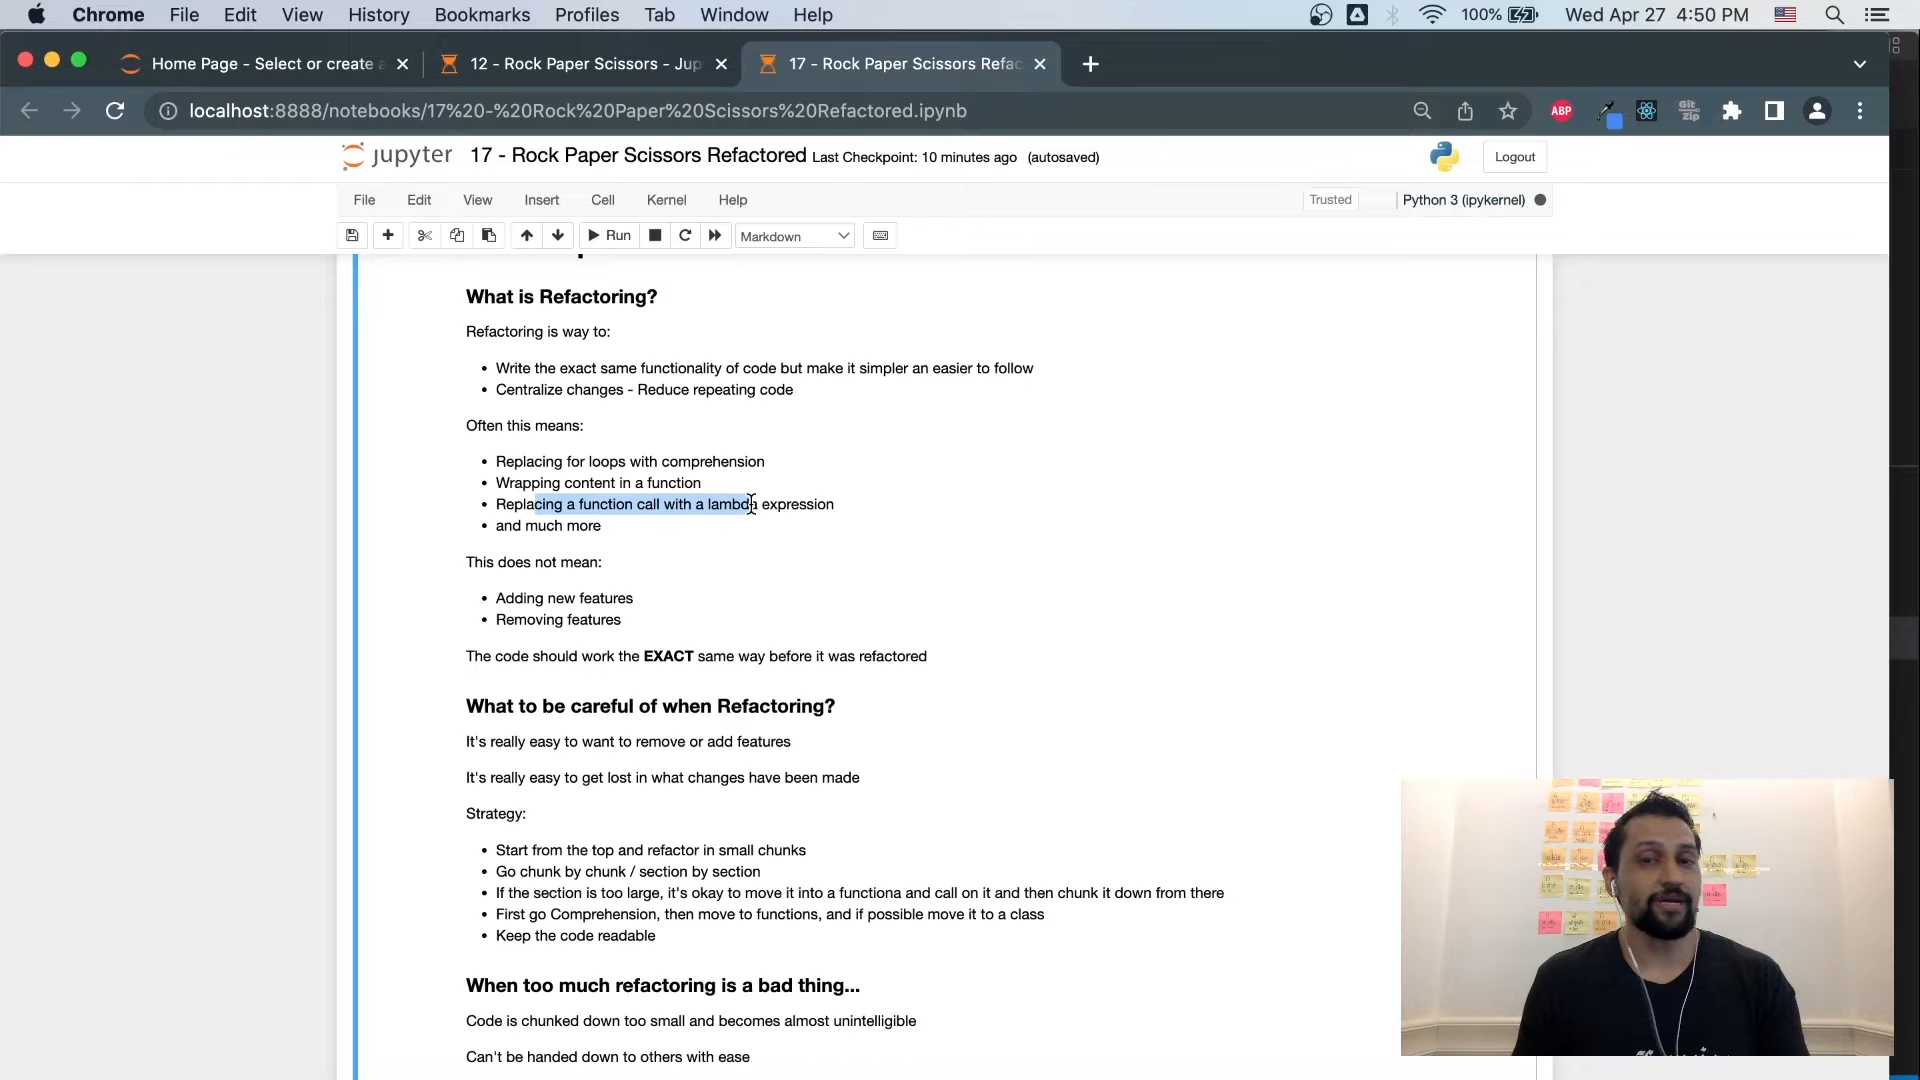 Chrome File Edit View History Bookmarks Profiles Tab Window Help 100% Wed Apr 27 4:50 PM
Home Page - Select or create a 12 - Rock Paper Scissors - Jup 17 - Rock Paper Scissors Refac
localhost:8888/notebooks/17%20-%20Rock%20Paper%20Scissors%20Refactored.ipynb ABP Git Zip
jupyter 17 - Rock Paper Scissors Refactored Last Checkpoint: 10 minutes ago (autosaved) Logout
File Edit View Insert Cell Kernel Help Trusted Python 3 (ipykernel)
Run Markdown
What is Refactoring?
Refactoring is way to:
• Write the exact same functionality of code but make it simpler an easier to follow
• Centralize changes - Reduce repeating code
Often this means:
• Replacing for loops with comprehension
• Wrapping content in a function
• Replacing a function call with a lambda expression
• and much more
This does not mean:
• Adding new features
• Removing features
The code should work the EXACT same way before it was refactored
What to be careful of when Refactoring?
It's really easy to want to remove or add features
It's really easy to get lost in what changes have been made
Strategy:
• Start from the top and refactor in small chunks
• Go chunk by chunk / section by section
• If the section is too large, it's okay to move it into a functiona and call on it and then chunk it down from there
• First go Comprehension, then move to functions, and if possible move it to a class
• Keep the code readable
When too much refactoring is a bad thing...
Code is chunked down too small and becomes almost unintelligible
Can't be handed down to others with ease